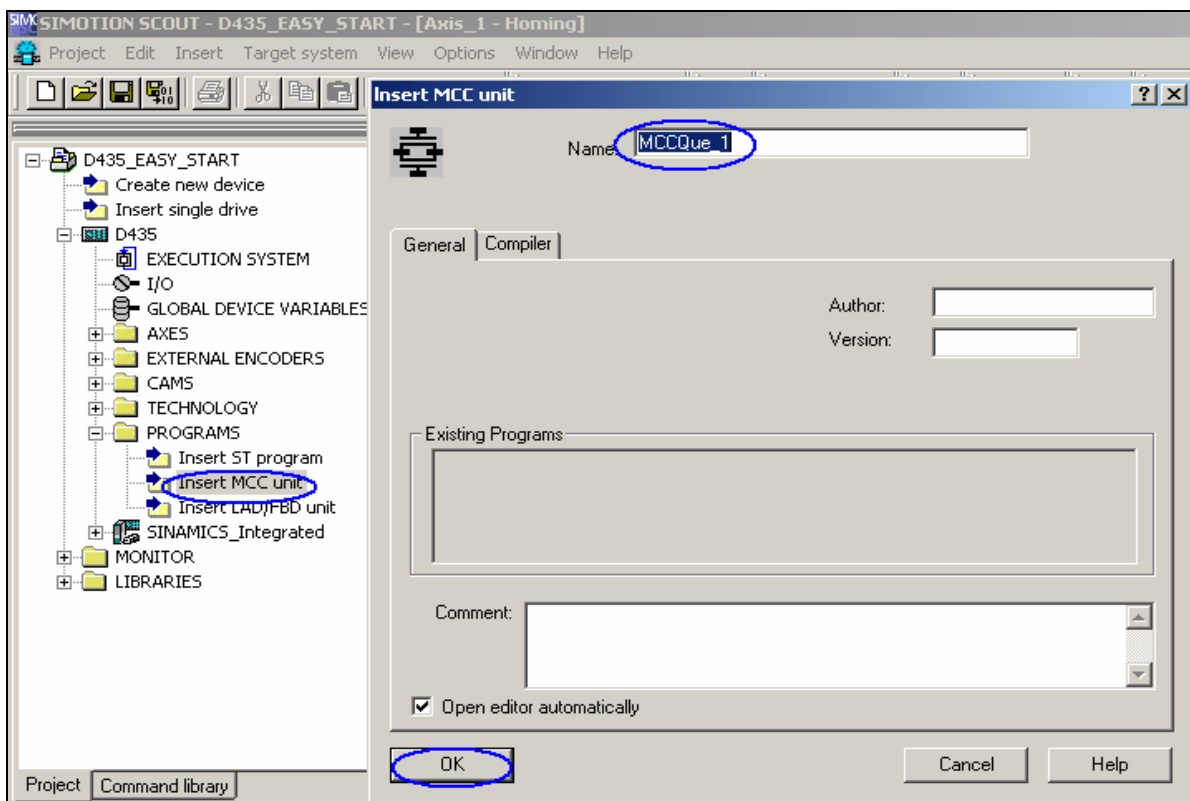 SIMOTION SCOUT - D435_EASY_START - [Axis_1 - Homing]
Project Edit Insert Target system View Options Window Help
Insert MCC unit
Name: MCCQue_1
D435_EASY_START
Create new device
Insert single drive
D435
EXECUTION SYSTEM
I/O
GLOBAL DEVICE VARIABLES
AXES
EXTERNAL ENCODERS
CAMS
TECHNOLOGY
PROGRAMS
Insert ST program
Insert MCC unit
Insert LAD/FBD unit
SINAMICS_Integrated
MONITOR
LIBRARIES
Project Command library
General Compiler
Author:
Version:
Existing Programs
Comment:
Open editor automatically
OK Cancel Help